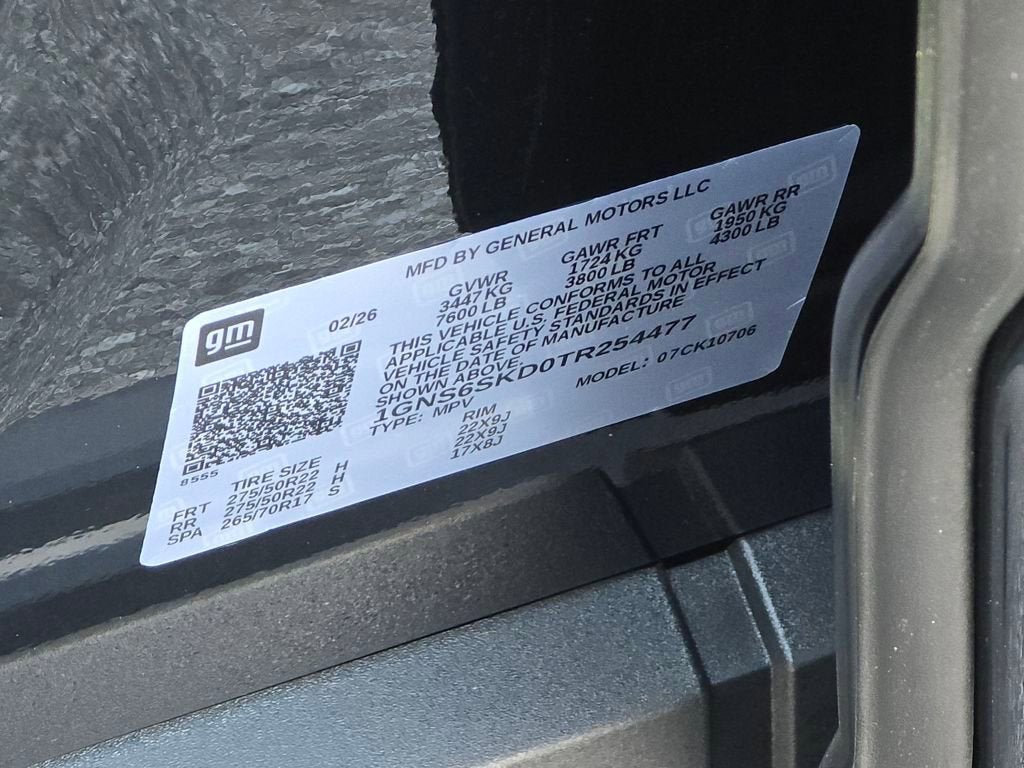 MFD BY GENERAL MOTORS LLC
gm
02/26
GVWR
3447 KG
7600 LB
GAWR FRT
1724 KG
3800 LB
GAWR RR
1950 KG
4300 LB
THIS VEHICLE CONFORMS TO ALL
APPLICABLE U.S. FEDERAL MOTOR
VEHICLE SAFETY STANDARDS IN EFFECT
ON THE DATE OF MANUFACTURE
SHOWN ABOVE.
1GNS6SKD0TR254477
TYPE: MPV
MODEL: 07CK10706
8555
TIRE SIZE RIM
FRT 275/50R22 H 22X9J
RR 275/50R22 H 22X9J
SPA 265/70R17 S 17X8J